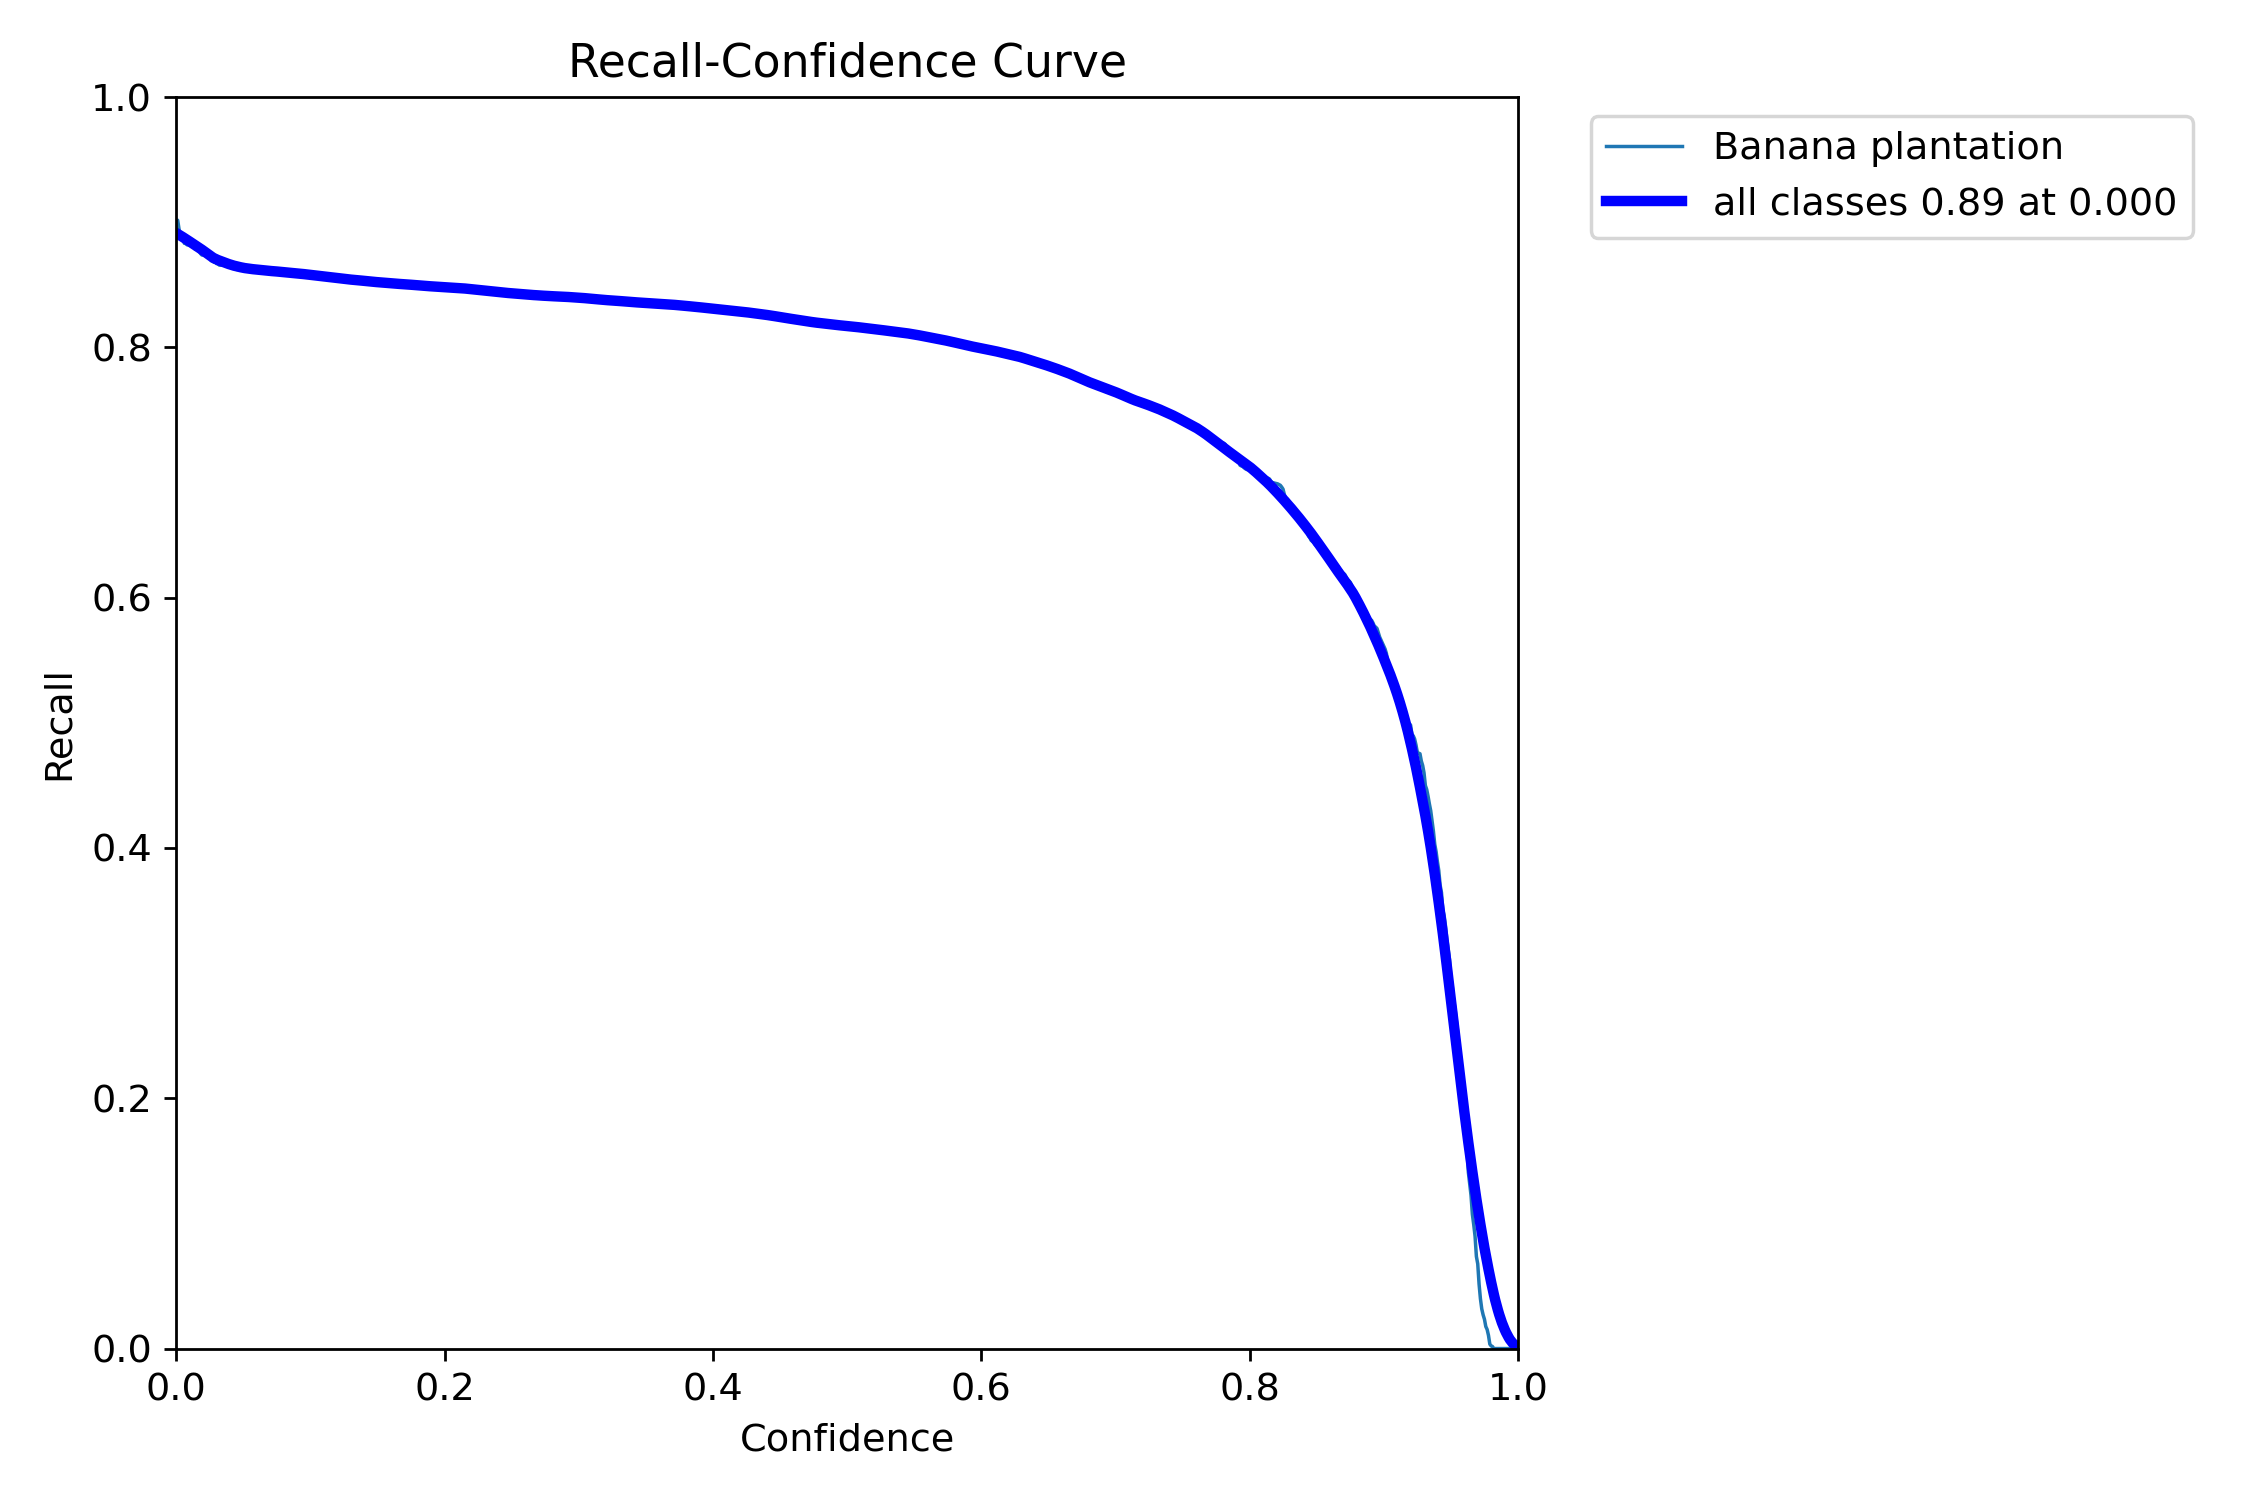 Recall-Confidence Curve
Banana plantation
all classes 0.89 at 0.000
1.0
0.8
0.6
0.4
0.2
0.0
Recall
0.0 0.2 0.4 0.6 0.8 1.0
Confidence